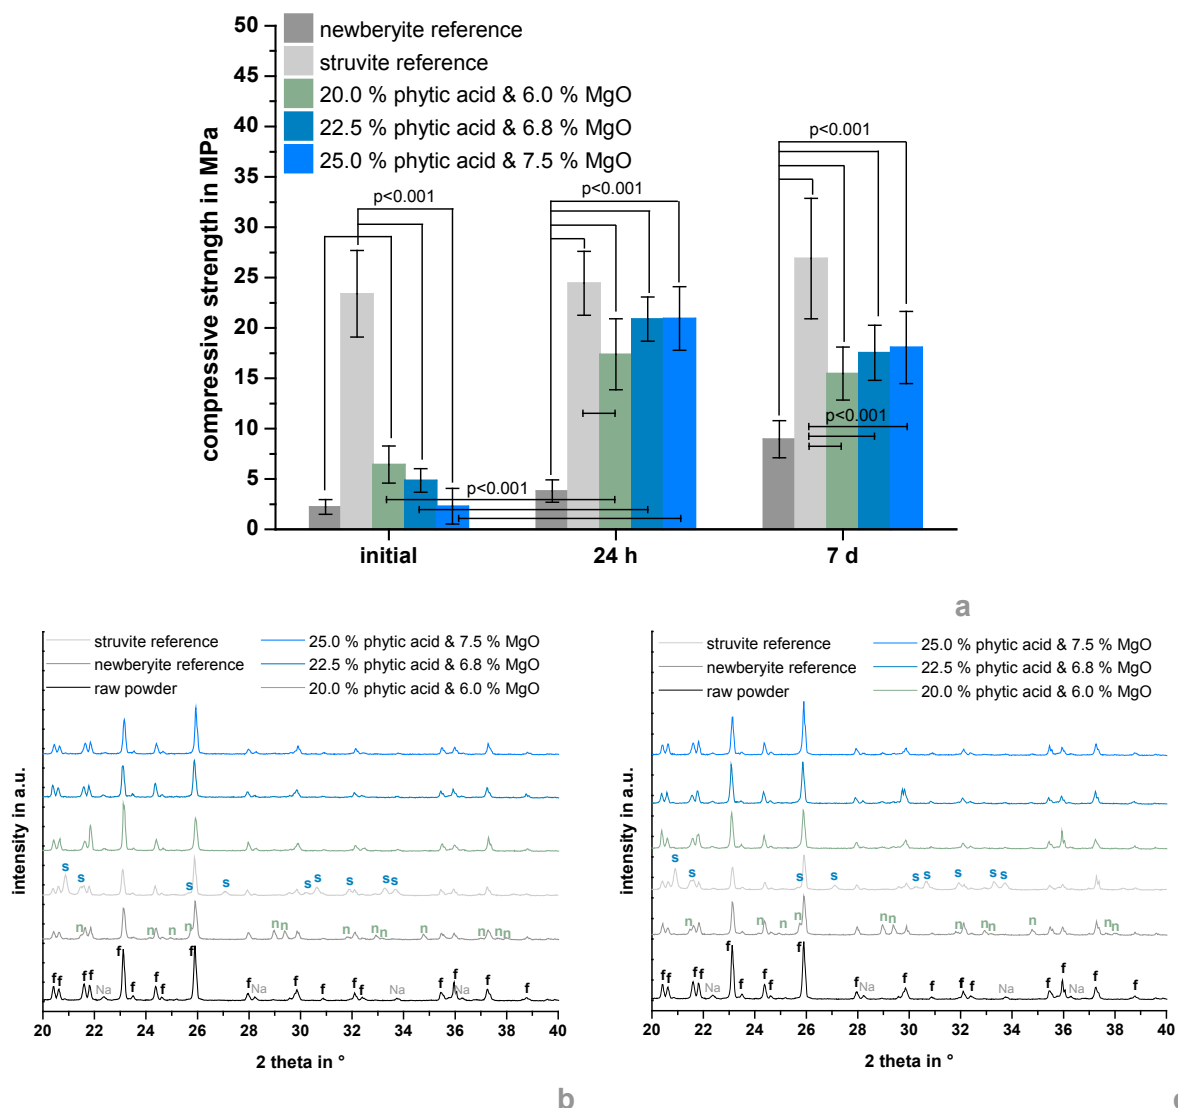 a
50
45
40
35
30
25
20
15
10
5
0
compressive strength in MPa
newberyite reference
struvite reference
20.0 % phytic acid & 6.0 % MgO
22.5 % phytic acid & 6.8 % MgO
25.0 % phytic acid & 7.5 % MgO
p<0.001
p<0.001
p<0.001
p<0.001
p<0.001
initial 24 h 7 d
struvite reference 25.0 % phytic acid & 7.5 % MgO
newberyite reference 22.5 % phytic acid & 6.8 % MgO
raw powder 20.0 % phytic acid & 6.0 % MgO
intensity in a.u.
s s s s s s s s s
n n n n n n n n n n n n
f f f f Na f f f f f Na f f f f Na f f Na f f
20 22 24 26 28 30 32 34 36 38 40
2 theta in °
b
struvite reference 25.0 % phytic acid & 7.5 % MgO
newberyite reference 22.5 % phytic acid & 6.8 % MgO
raw powder 20.0 % phytic acid & 6.0 % MgO
intensity in a.u.
s s s s s s s s s
n n n n n n n n n n n n
f f f f Na f f f f f f Na f f f f Na f f Na f f
20 22 24 26 28 30 32 34 36 38 40
2 theta in °